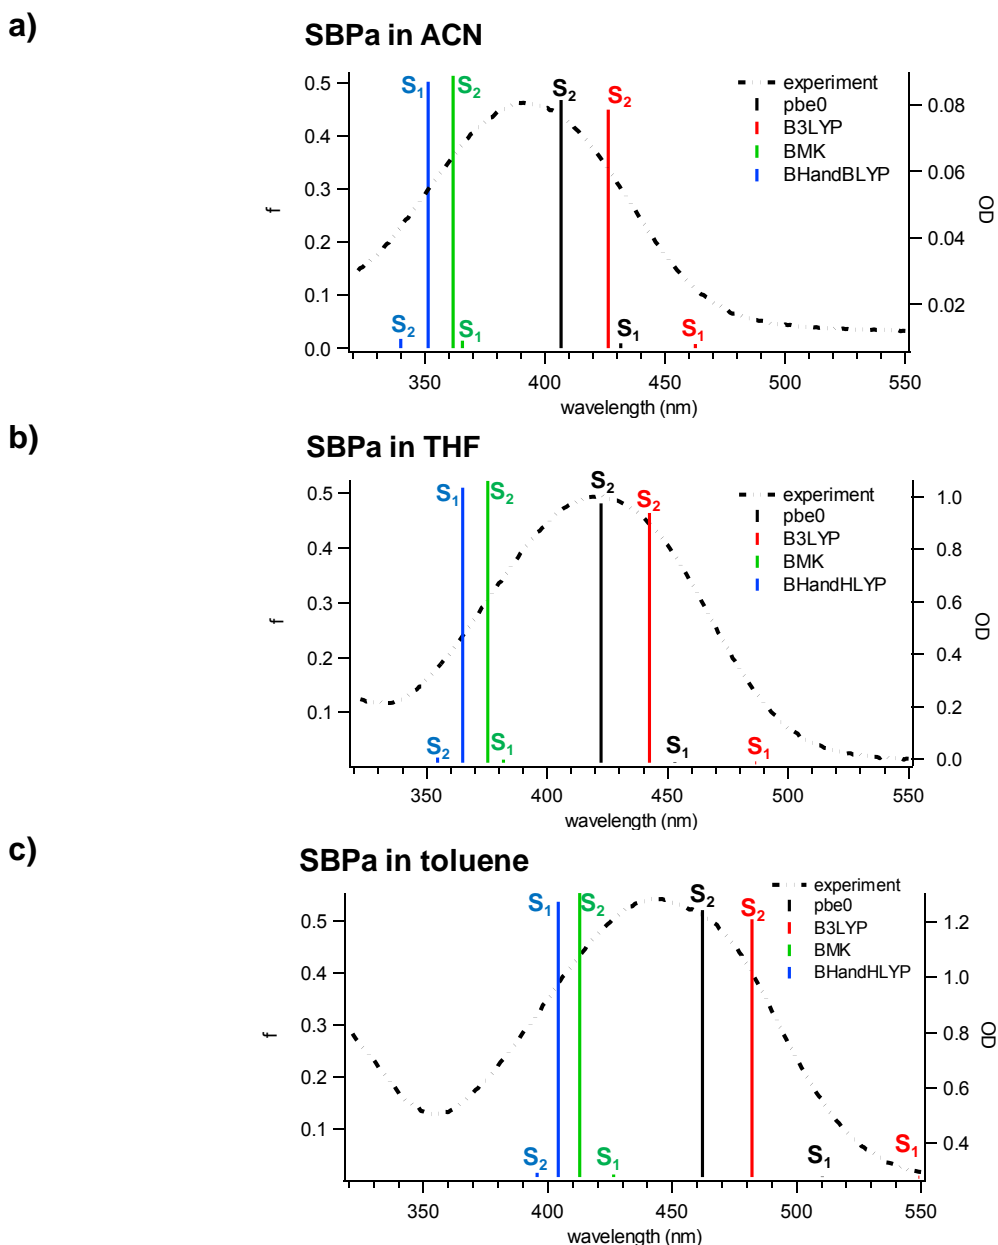 a)
SBPa in ACN
experiment
pbe0
B3LYP
BMK
BHandBLYP
S1 S2 S2 S2
0.5
0.4
0.3
0.2
0.1
0.0
f
0.08
0.06
0.04
0.02
OD
S2 S1 S1 S1
350 400 450 500 550
wavelength (nm)
b)
SBPa in THF
experiment
pbe0
B3LYP
BMK
BHandHLYP
S1 S2 S2 S2
0.5
0.4
0.3
0.2
0.1
f
1.0
0.8
0.6
0.4
0.2
0.0
OD
S2 S1 S1 S1
350 400 450 500 550
wavelength (nm)
c)
SBPa in toluene
experiment
pbe0
B3LYP
BMK
BHandHLYP
S1 S2 S2 S2
0.5
0.4
0.3
0.2
0.1
f
1.2
1.0
0.8
0.6
0.4
OD
S2 S1 S1 S1
350 400 450 500 550
wavelength (nm)